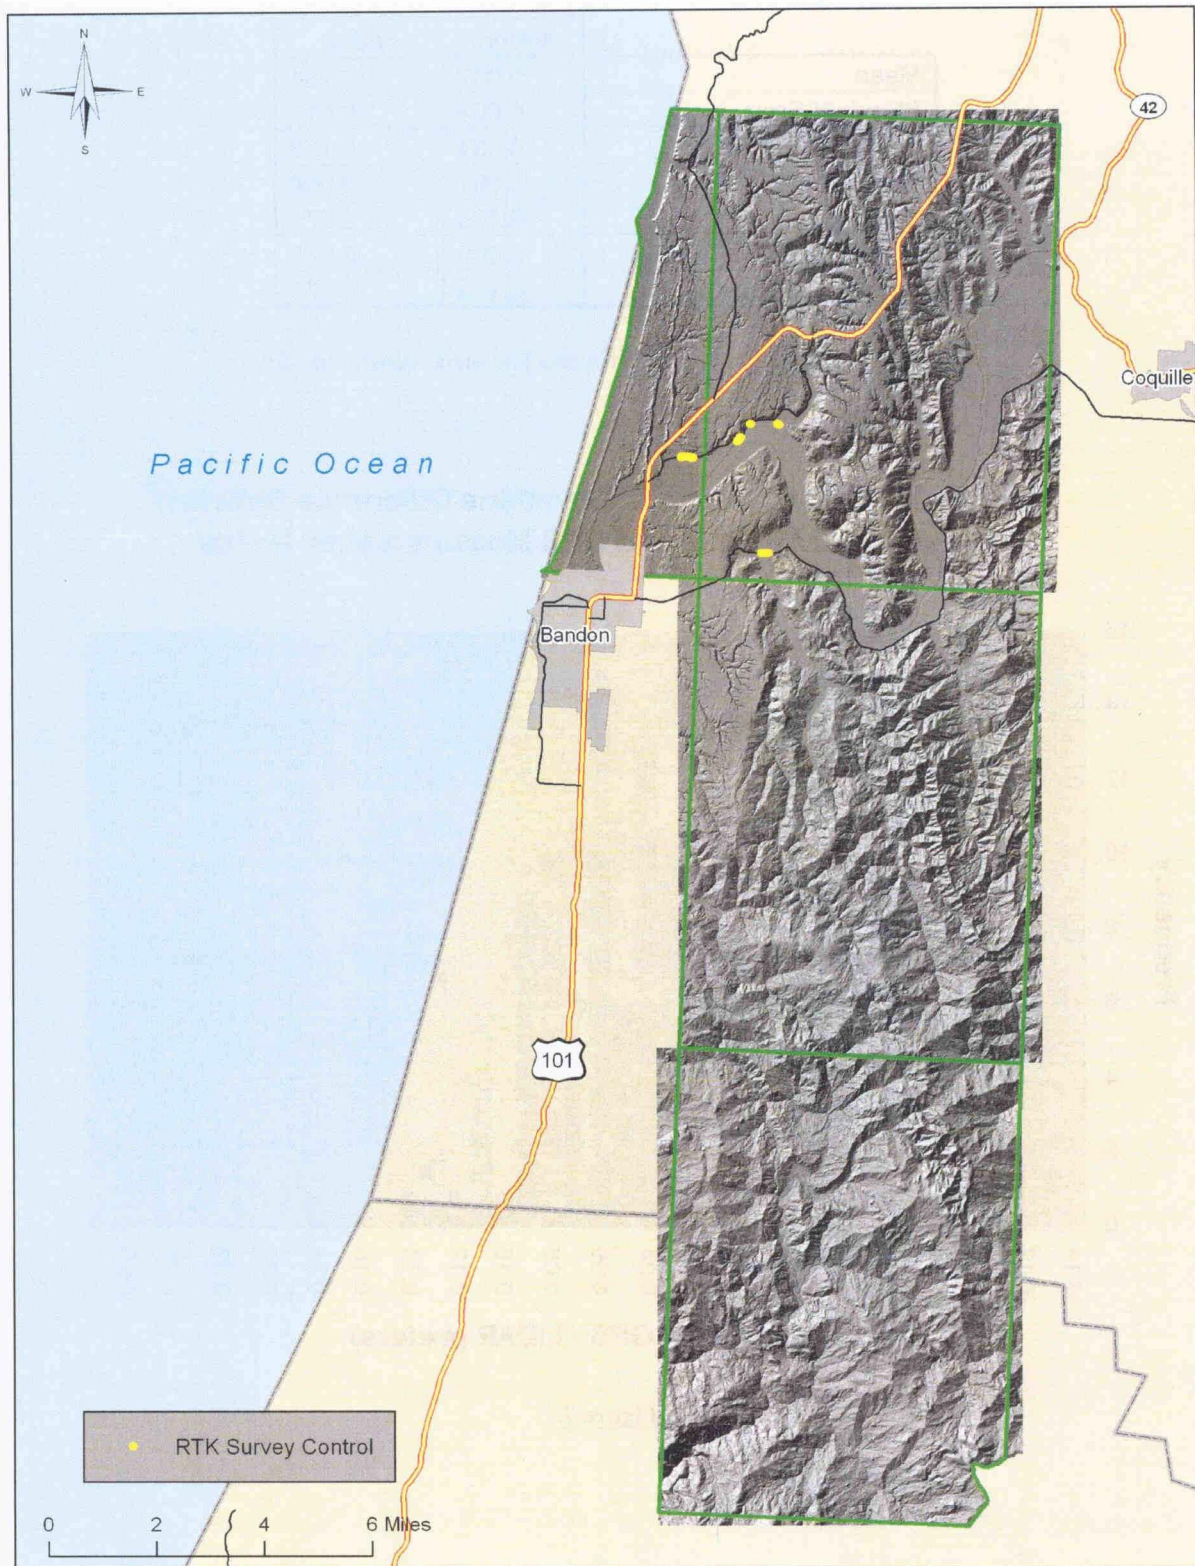 N
W E
S
42
Coquille
Pacific Ocean
Bandon
101
RTK Survey Control
0 2 4 6 Miles